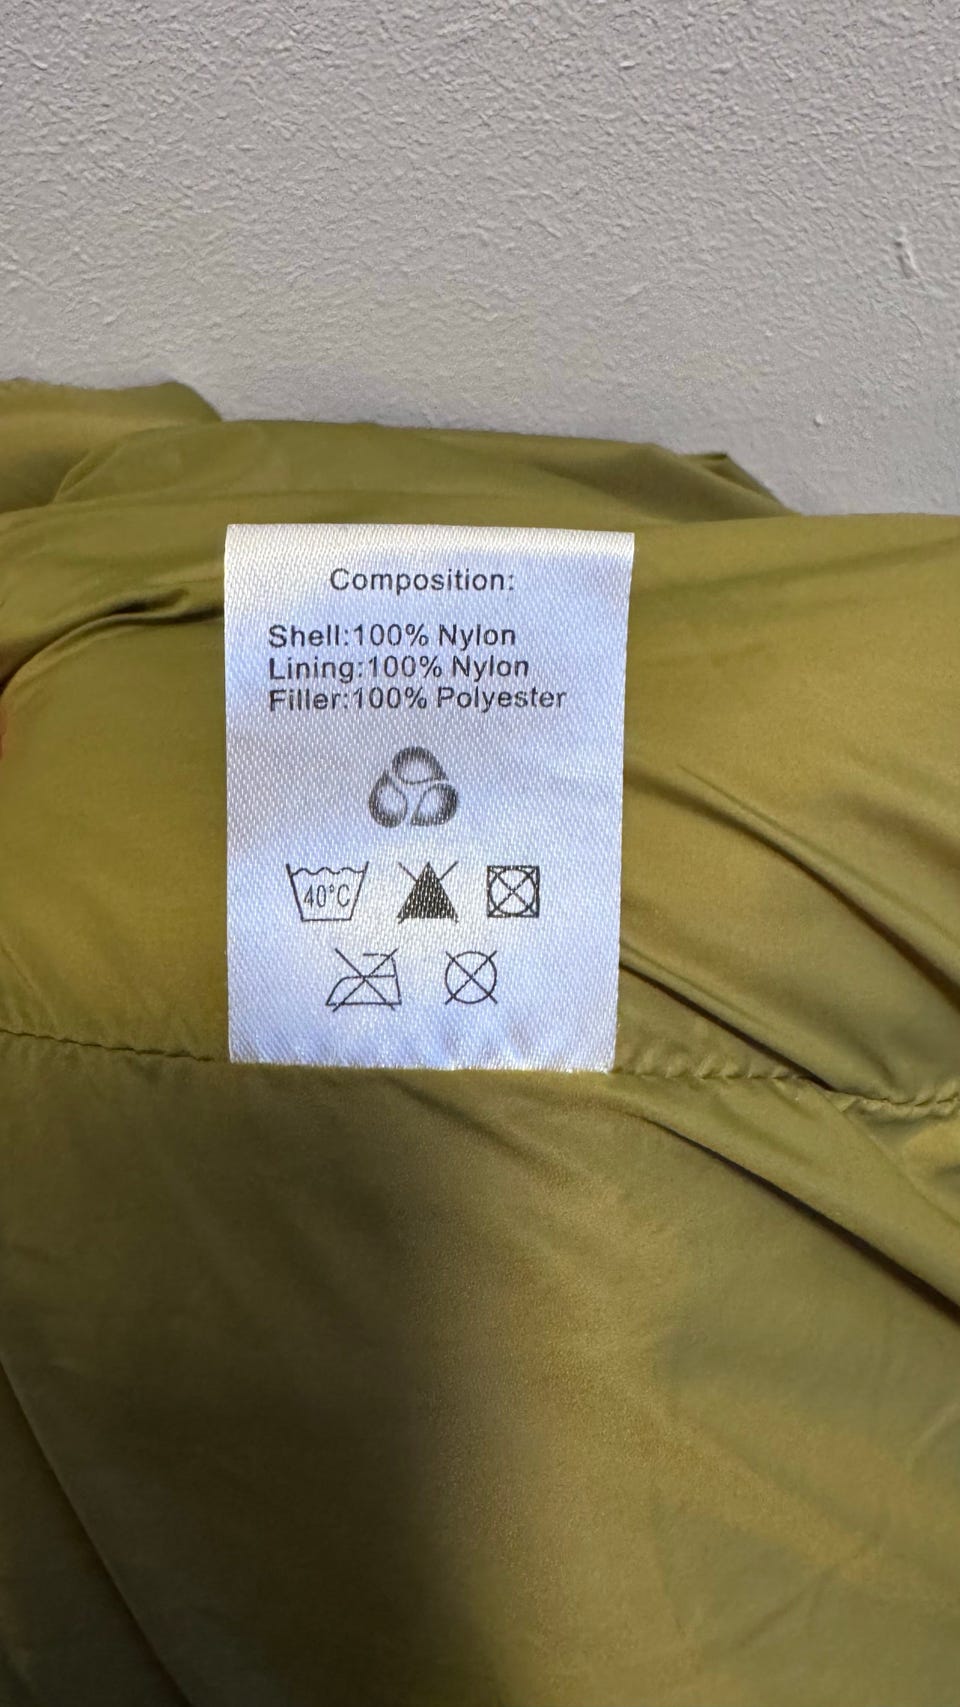 Composition:
Shell:100% Nylon
Lining:100% Nylon
Filler:100% Polyester
40°C